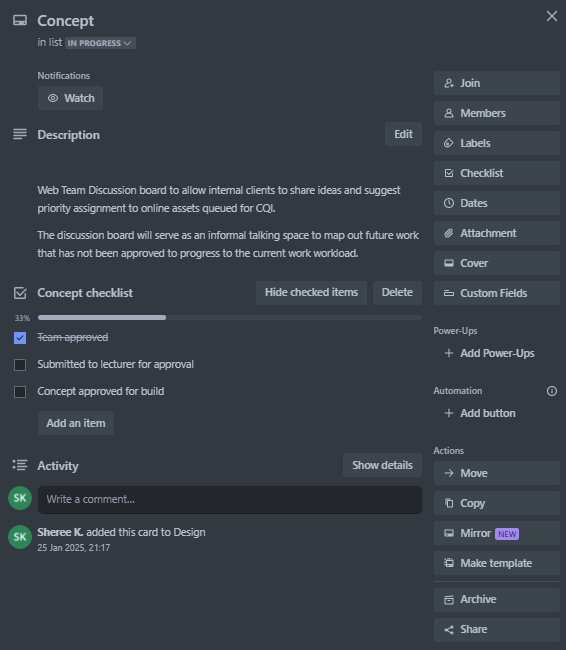 Concept
in list IN PROGRESS
Notifications
Watch
Description
Edit
Web Team Discussion board to allow internal clients to share ideas and suggest
priority assignment to online assets queued for CQI.
The discussion board will serve as an informal talking space to map out future work
that has not been approved to progress to the current work workload.
Concept checklist
Hide checked items
Delete
33%
Team approved
Submitted to lecturer for approval
Concept approved for build
Add an item
Activity
Show details
SK
Write a comment...
SK
Sheree K. added this card to Design
25 Jan 2025, 21:17
Join
Members
Labels
Checklist
Dates
Attachment
Cover
Custom Fields
Power-Ups
Add Power-Ups
Automation
Add button
Actions
Move
Copy
Mirror NEW
Make template
Archive
Share